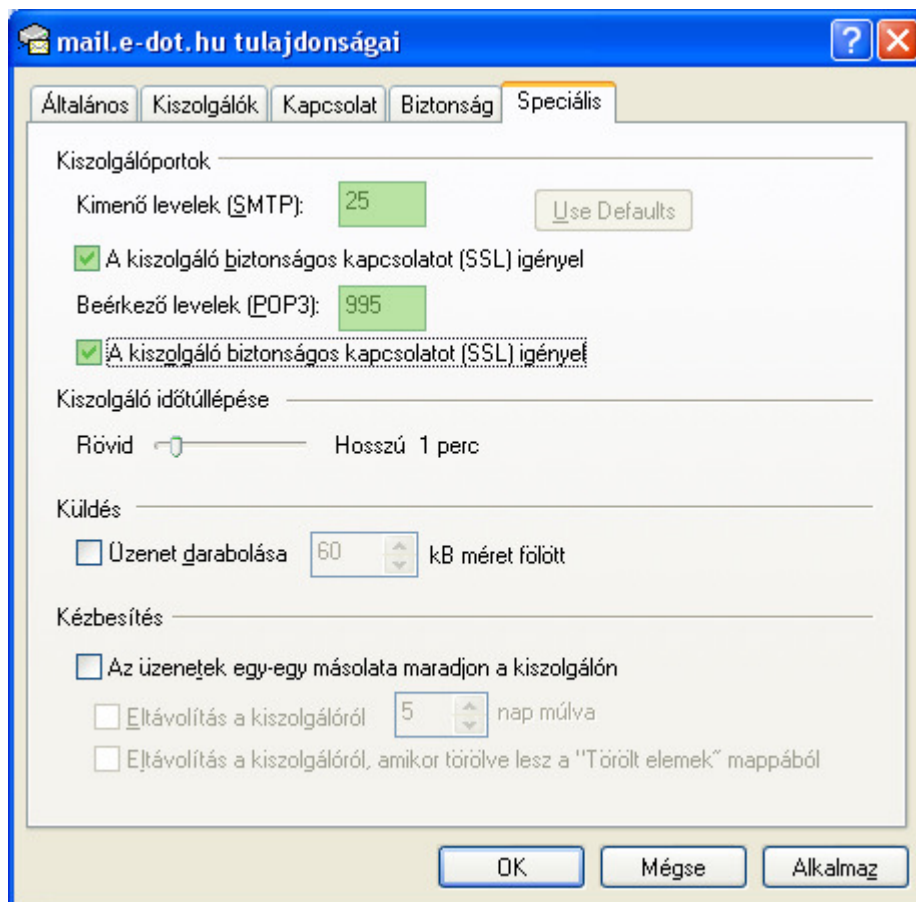 mail.e-dot.hu tulajdonságai
Általános Kiszolgálók Kapcsolat Biztonság Speciális
Kiszolgálóportok
Kimenő levelek (SMTP): 25 Use Defaults
A kiszolgáló biztonságos kapcsolatot (SSL) igényel
Beérkező levelek (POP3): 995
A kiszolgáló biztonságos kapcsolatot (SSL) igényel
Kiszolgáló időtúllépése
Rövid Hosszú 1 perc
Küldés
Üzenet darabolása 60 kB méret fölött
Kézbesítés
Az üzenetek egy-egy másolata maradjon a kiszolgálón
Eltávolítás a kiszolgálóról 5 nap múlva
Eltávolítás a kiszolgálóról, amikor törölve lesz a "Törölt elemek" mappából
OK Mégse Alkalmaz